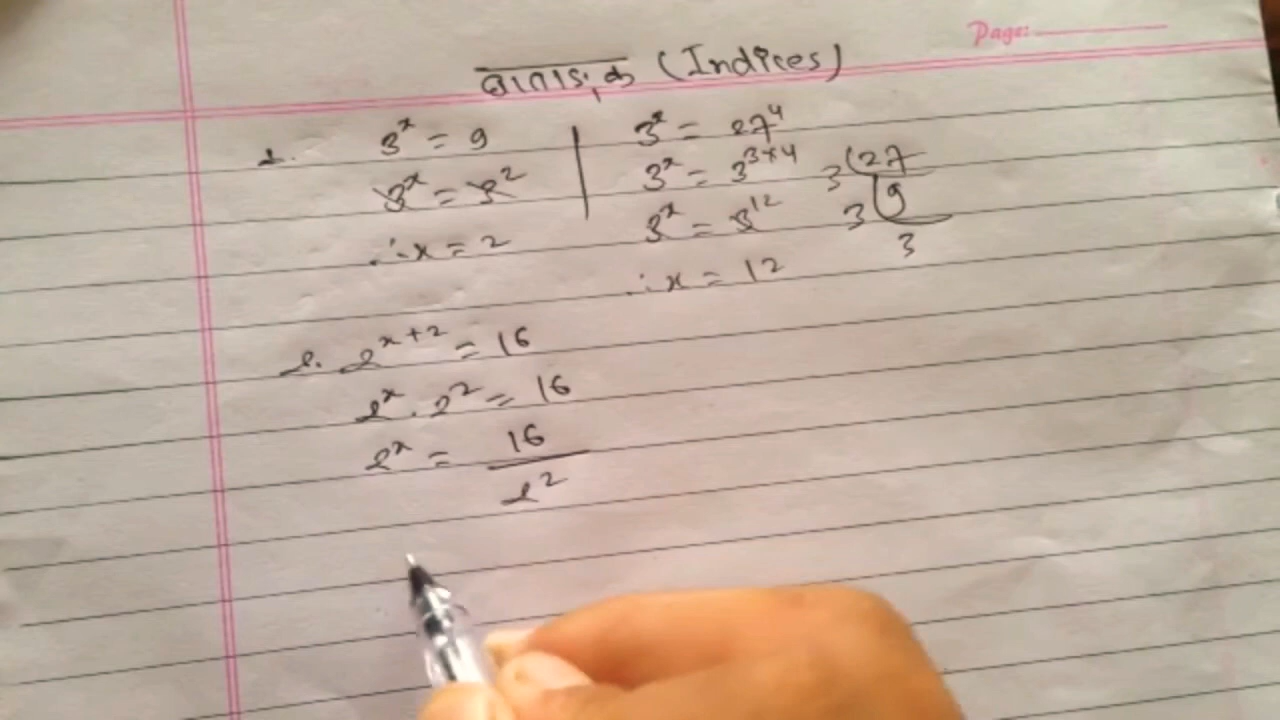 Page:
घाताङ्क (Indices)
1. 3ˣ = 9
3ˣ = 3²
∴ x = 2
3ˣ = 27⁴
3ˣ = 3³ˣ⁴
3ˣ = 3¹²
∴ x = 12
3 27
3 9
3
2. 2ˣ⁺² = 16
2ˣ . 2² = 16
2ˣ = 16 / 2²